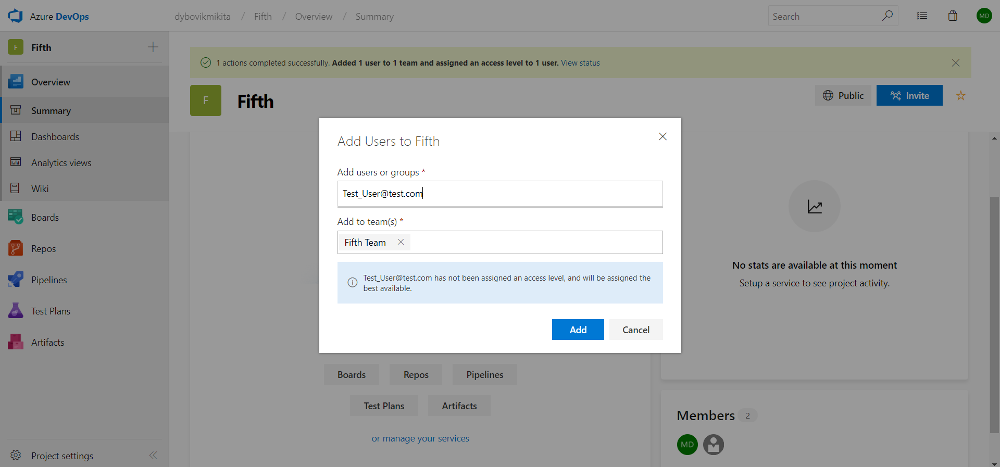 Azure DevOps
dybovikmikita / Fifth / Overview / Summary
Search
MD
F Fifth
Overview
Summary
Dashboards
Analytics views
Wiki
Boards
Repos
Pipelines
Test Plans
Artifacts
Project settings
1 actions completed successfully. Added 1 user to 1 team and assigned an access level to 1 user. View status
F Fifth
Public
Invite
Add Users to Fifth
Add users or groups *
Test_User@test.com
Add to team(s) *
Fifth Team
Test_User@test.com has not been assigned an access level, and will be assigned the
best available.
Add
Cancel
Boards
Repos
Pipelines
Test Plans
Artifacts
or manage your services
No stats are available at this moment
Setup a service to see project activity.
Members 2
MD